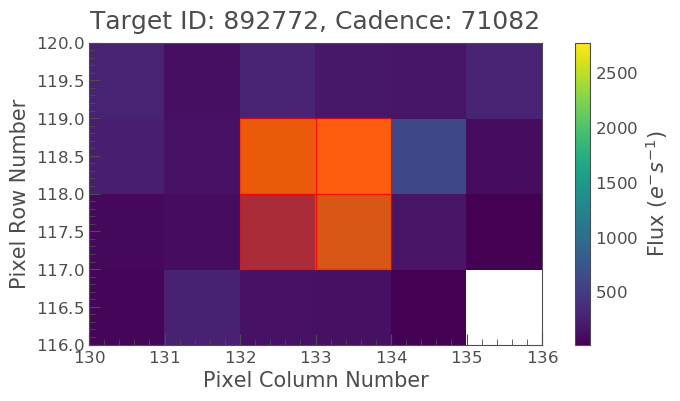 Target ID: 892772, Cadence: 71082
120.0
119.5
119.0
118.5
118.0
117.5
117.0
116.5
116.0
Pixel Row Number
130 131 132 133 134 135 136
Pixel Column Number
2500
2000
1500
1000
500
Flux (e⁻s⁻¹)